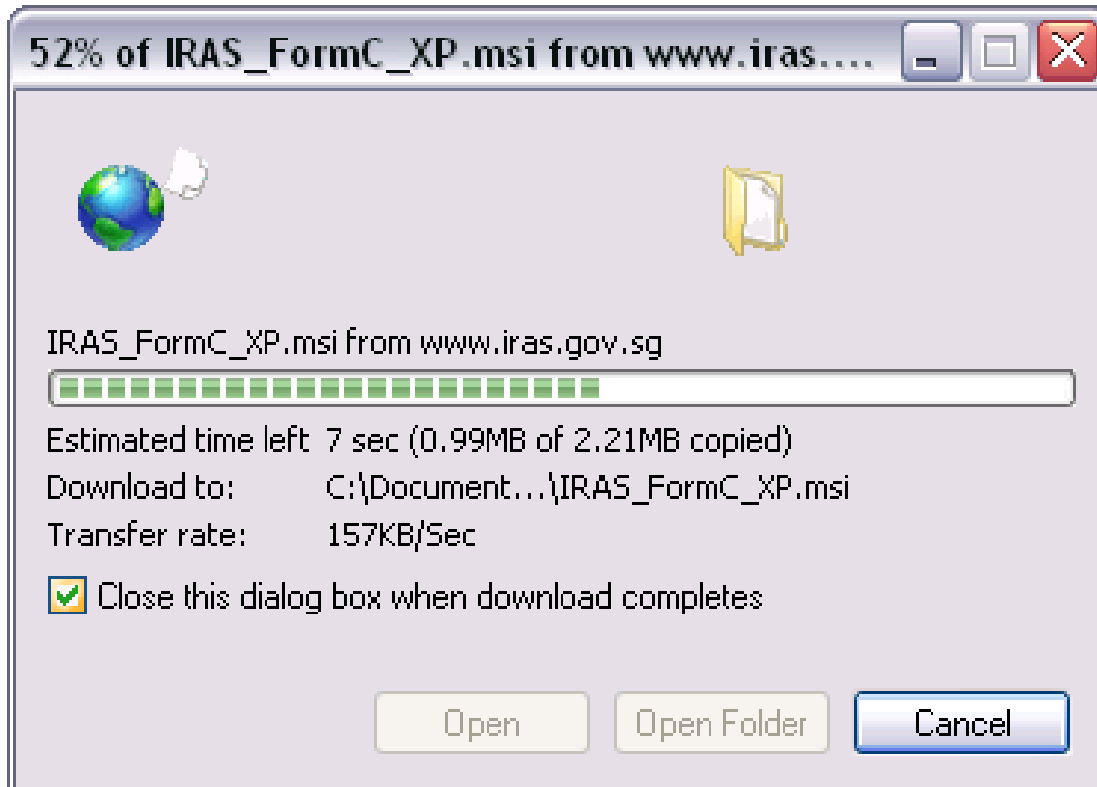 52% of IRAS_FormC_XP.msi from www.iras....
IRAS_FormC_XP.msi from www.iras.gov.sg
Estimated time left 7 sec (0.99MB of 2.21MB copied)
Download to: C:\Document...\IRAS_FormC_XP.msi
Transfer rate: 157KB/Sec
Close this dialog box when download completes
Open Open Folder Cancel